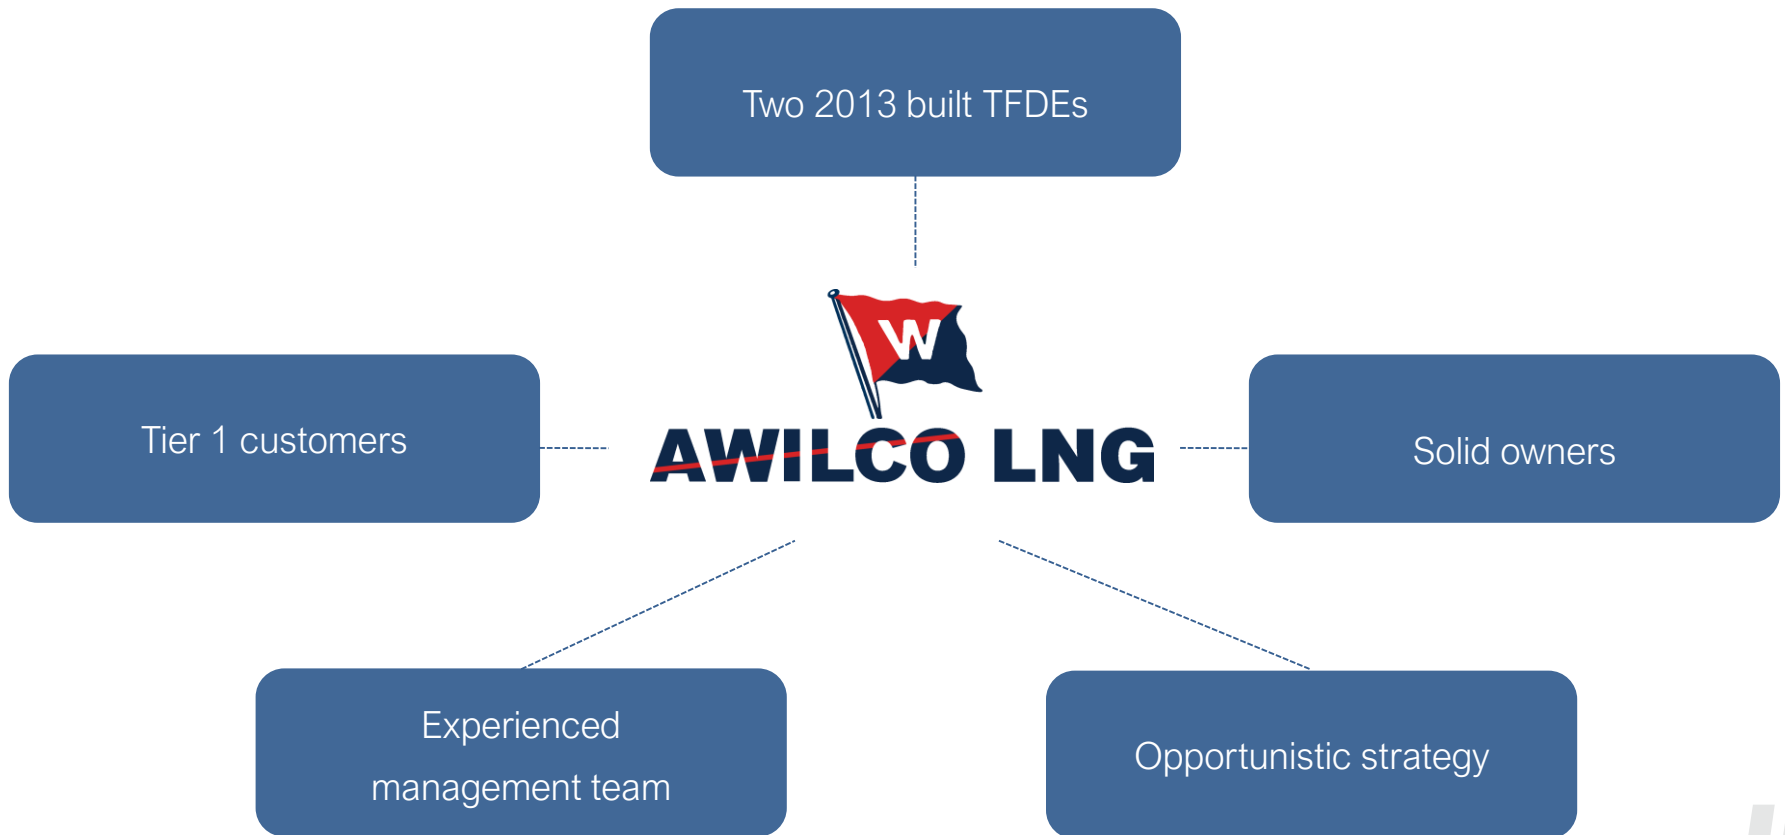 Two 2013 built TFDEs
W
AWILCO LNG
Tier 1 customers
Solid owners
Experienced
management team
Opportunistic strategy